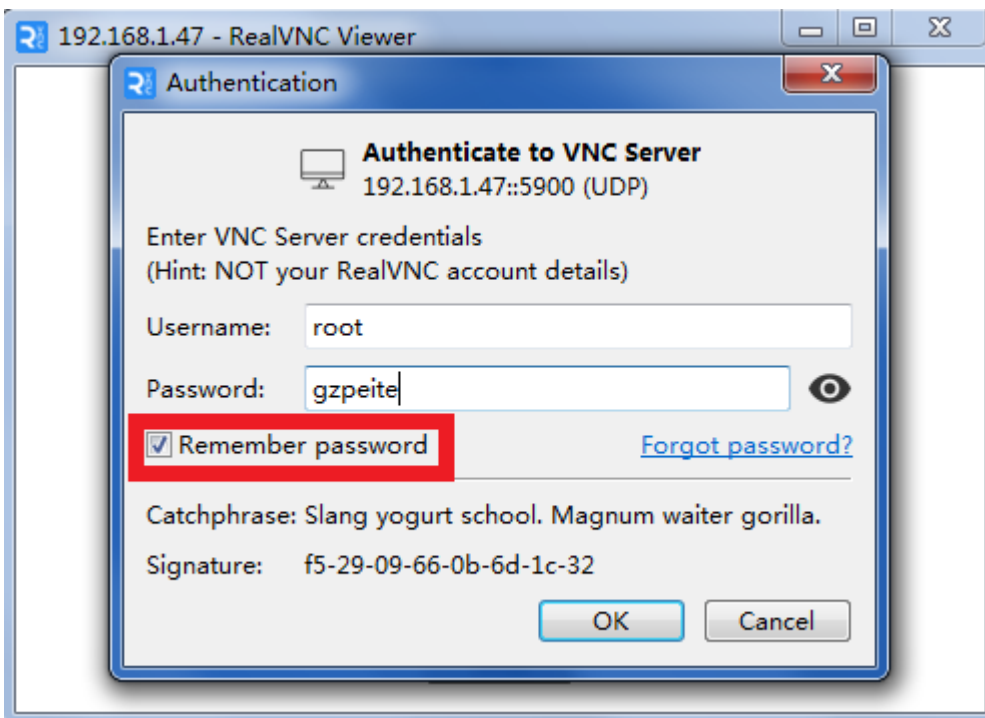 192.168.1.47 - RealVNC Viewer
Authentication
Authenticate to VNC Server
192.168.1.47::5900 (UDP)
Enter VNC Server credentials
(Hint: NOT your RealVNC account details)
Username: root
Password: gzpeite
Remember password Forgot password?
Catchphrase: Slang yogurt school. Magnum waiter gorilla.
Signature: f5-29-09-66-0b-6d-1c-32
OK Cancel